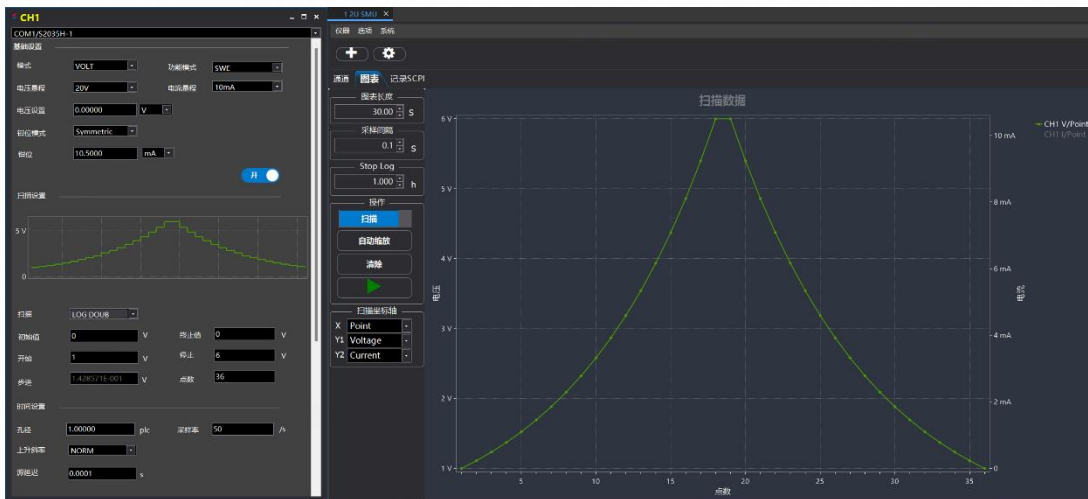 CH1
COM1/S2035H-1
基础设置
模式 VOLT 功能模式 SWE
电压量程 20V 电流量程 10mA
电压设置 0.00000 V
钳位模式 Symmetric
钳位 10.5000 mA
开
扫描设置
5 V
0
扫描 LOG DOUB
初始值 0 V 终止值 0 V
开始 1 V 停止 6 V
步进 1.428571E-001 V 点数 36
时间设置
孔径 1.00000 plc 采样率 50 /s
上升斜率 NORM
源延迟 0.0001 s
1 2U SMU
仪器 选项 系统
通道 图表 记录SCPI
图表长度
30.00 S
采样间隔
0.1 s
Stop Log
1.000 h
操作
扫描
自动缩放
清除
扫描坐标轴
X Point
Y1 Voltage
Y2 Current
扫描数据
CH1 V/Point
CH1 I/Point
6 V
5 V
4 V
3 V
2 V
1 V
电压
10 mA
8 mA
6 mA
4 mA
2 mA
0
电流
5 10 15 20 25 30 35
点数